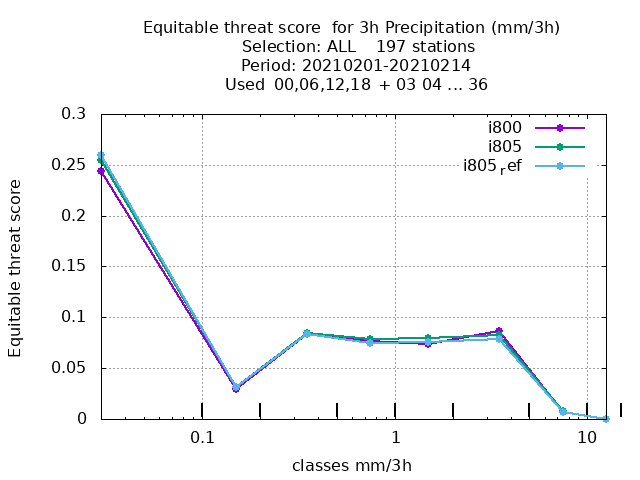 Equitable threat score  for 3h Precipitation (mm/3h)
Selection: ALL    197 stations
Period: 20210201-20210214
Used  00,06,12,18 + 03 04 ... 36
i800
i805
i805ref
0.3
0.25
0.2
0.15
0.1
0.05
0
Equitable threat score
0.1
1
10
classes mm/3h